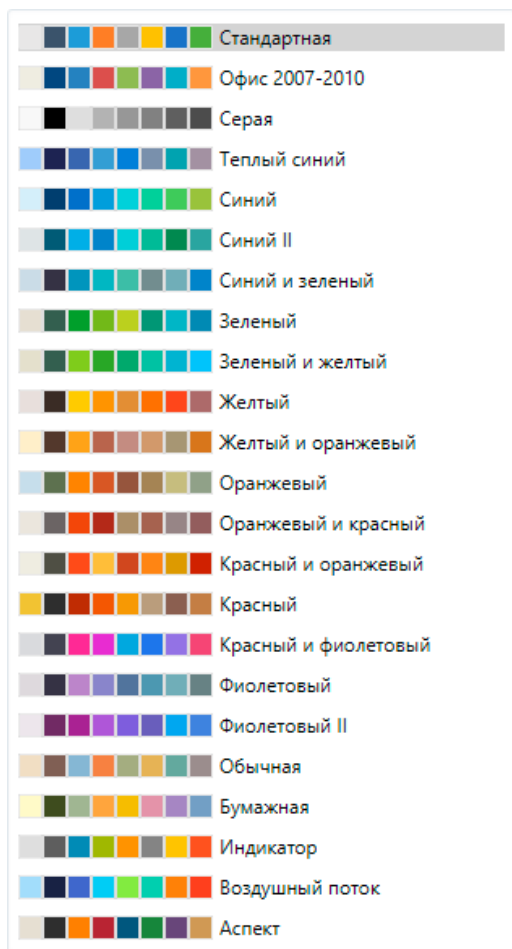 Стандартная
Офис 2007-2010
Серая
Теплый синий
Синий
Синий II
Синий и зеленый
Зеленый
Зеленый и желтый
Желтый
Желтый и оранжевый
Оранжевый
Оранжевый и красный
Красный и оранжевый
Красный
Красный и фиолетовый
Фиолетовый
Фиолетовый II
Обычная
Бумажная
Индикатор
Воздушный поток
Аспект